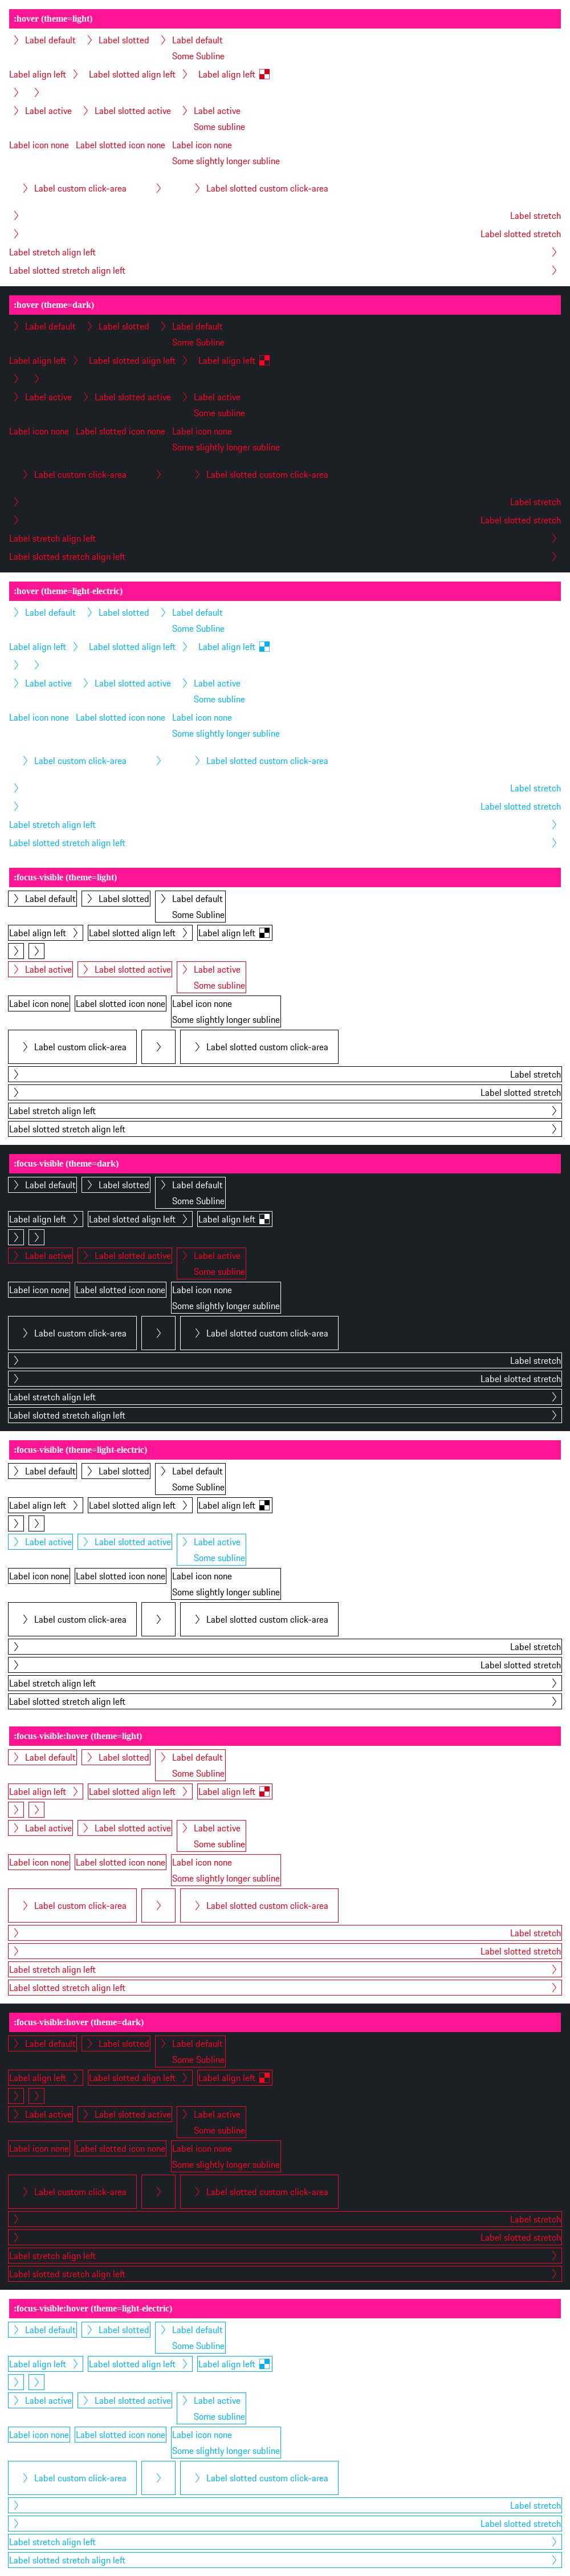 :hover (theme=light)
Label default Label slotted Label default
Some Subline
Label align left Label slotted align left Label align left
Label active Label slotted active Label active
Some subline
Label icon none Label slotted icon none Label icon none
Some slightly longer subline
Label custom click-area Label slotted custom click-area
Label stretch
Label slotted stretch
Label stretch align left
Label slotted stretch align left
:hover (theme=dark)
Label default Label slotted Label default
Some Subline
Label align left Label slotted align left Label align left
Label active Label slotted active Label active
Some subline
Label icon none Label slotted icon none Label icon none
Some slightly longer subline
Label custom click-area Label slotted custom click-area
Label stretch
Label slotted stretch
Label stretch align left
Label slotted stretch align left
:hover (theme=light-electric)
Label default Label slotted Label default
Some Subline
Label align left Label slotted align left Label align left
Label active Label slotted active Label active
Some subline
Label icon none Label slotted icon none Label icon none
Some slightly longer subline
Label custom click-area Label slotted custom click-area
Label stretch
Label slotted stretch
Label stretch align left
Label slotted stretch align left
:focus-visible (theme=light)
Label default Label slotted Label default
Some Subline
Label align left Label slotted align left Label align left
Label active Label slotted active Label active
Some subline
Label icon none Label slotted icon none Label icon none
Some slightly longer subline
Label custom click-area Label slotted custom click-area
Label stretch
Label slotted stretch
Label stretch align left
Label slotted stretch align left
:focus-visible (theme=dark)
Label default Label slotted Label default
Some Subline
Label align left Label slotted align left Label align left
Label active Label slotted active Label active
Some subline
Label icon none Label slotted icon none Label icon none
Some slightly longer subline
Label custom click-area Label slotted custom click-area
Label stretch
Label slotted stretch
Label stretch align left
Label slotted stretch align left
:focus-visible (theme=light-electric)
Label default Label slotted Label default
Some Subline
Label align left Label slotted align left Label align left
Label active Label slotted active Label active
Some subline
Label icon none Label slotted icon none Label icon none
Some slightly longer subline
Label custom click-area Label slotted custom click-area
Label stretch
Label slotted stretch
Label stretch align left
Label slotted stretch align left
:focus-visible:hover (theme=light)
Label default Label slotted Label default
Some Subline
Label align left Label slotted align left Label align left
Label active Label slotted active Label active
Some subline
Label icon none Label slotted icon none Label icon none
Some slightly longer subline
Label custom click-area Label slotted custom click-area
Label stretch
Label slotted stretch
Label stretch align left
Label slotted stretch align left
:focus-visible:hover (theme=dark)
Label default Label slotted Label default
Some Subline
Label align left Label slotted align left Label align left
Label active Label slotted active Label active
Some subline
Label icon none Label slotted icon none Label icon none
Some slightly longer subline
Label custom click-area Label slotted custom click-area
Label stretch
Label slotted stretch
Label stretch align left
Label slotted stretch align left
:focus-visible:hover (theme=light-electric)
Label default Label slotted Label default
Some Subline
Label align left Label slotted align left Label align left
Label active Label slotted active Label active
Some subline
Label icon none Label slotted icon none Label icon none
Some slightly longer subline
Label custom click-area Label slotted custom click-area
Label stretch
Label slotted stretch
Label stretch align left
Label slotted stretch align left